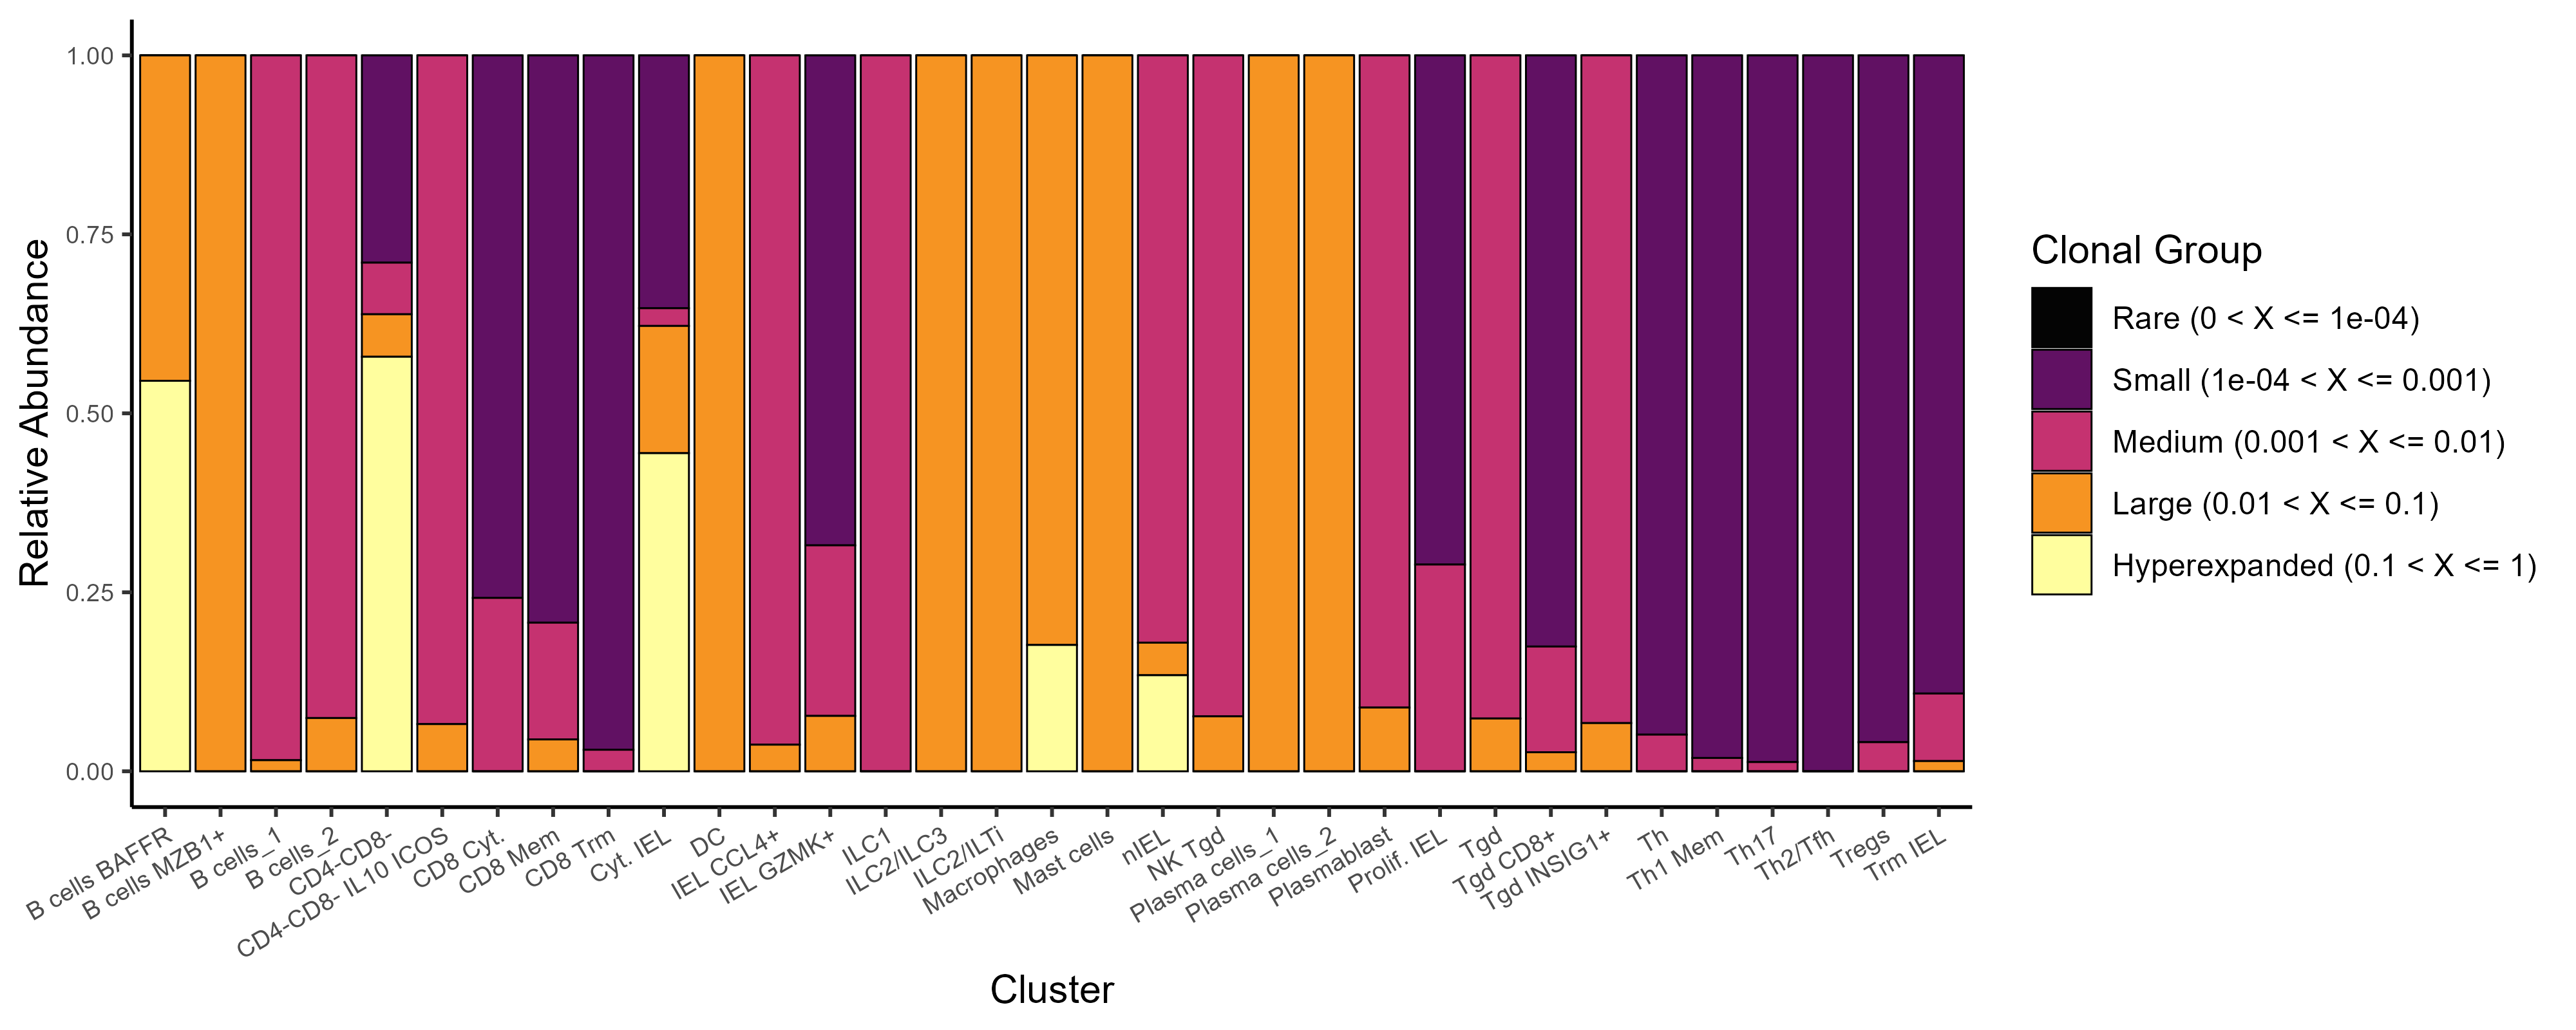 Relative Abundance
1.00
0.75
0.50
0.25
0.00
B cells BAFFR
B cells MZB1+
B cells_1
B cells_2
CD4-CD8-
CD4-CD8- IL10 ICOS
CD8 Cyt.
CD8 Mem
CD8 Trm
Cyt. IEL
DC
IEL CCL4+
IEL GZMK+
ILC1
ILC2/ILC3
ILC2/ILTi
Macrophages
Mast cells
nIEL
NK Tgd
Plasma cells_1
Plasma cells_2
Plasmablast
Prolif. IEL
Tgd
Tgd CD8+
Tgd INSIG1+
Th
Th1 Mem
Th17
Th2/Tfh
Tregs
Trm IEL
Cluster
Clonal Group
Rare (0 < X <= 1e-04)
Small (1e-04 < X <= 0.001)
Medium (0.001 < X <= 0.01)
Large (0.01 < X <= 0.1)
Hyperexpanded (0.1 < X <= 1)